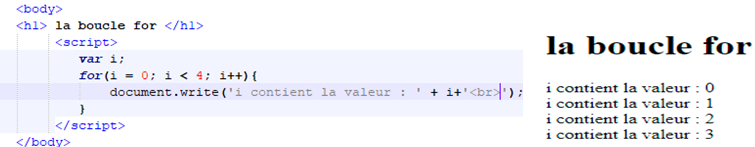 <body>
<h1> la boucle for </h1>
<script>
var i;
for(i = 0; i < 4; i++){
document.write('i contient la valeur : ' + i+'<br>');
}
</script>
</body>
la boucle for
i contient la valeur : 0
i contient la valeur : 1
i contient la valeur : 2
i contient la valeur : 3